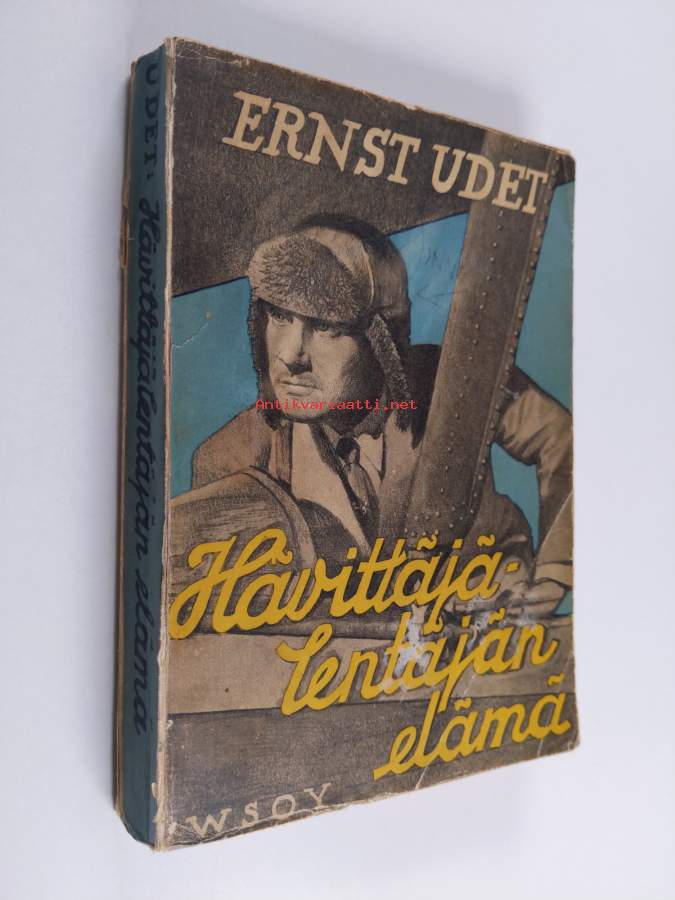 UDET: Hävittäjälentäjän elämä
ERNST UDET
Antikvariaatti.net
Hävittäjä-
lentäjän
elämä
WSOY